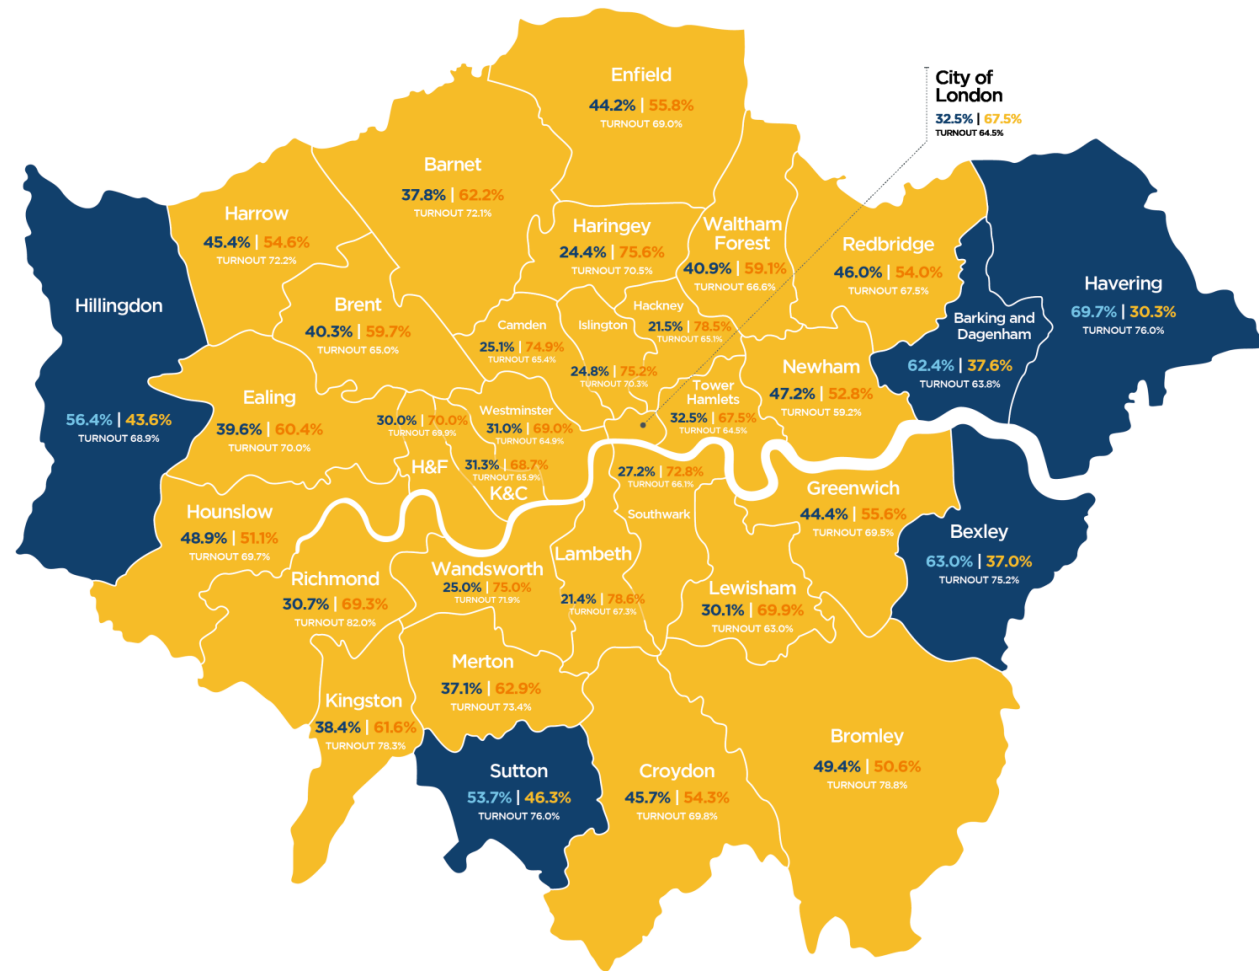 Enfield
44.2% | 55.8%
TURNOUT 69.0%
City of
London
32.5% | 67.5%
TURNOUT 64.5%
Barnet
37.8% | 62.2%
TURNOUT 72.1%
Harrow
45.4% | 54.6%
TURNOUT 72.2%
Haringey
24.4% | 75.6%
TURNOUT 70.5%
Waltham
Forest
40.9% | 59.1%
TURNOUT 66.6%
Redbridge
46.0% | 54.0%
TURNOUT 67.5%
Havering
69.7% | 30.3%
TURNOUT 76.0%
Hillingdon
56.4% | 43.6%
TURNOUT 68.9%
Brent
40.3% | 59.7%
TURNOUT 65.0%
Camden
25.1% | 74.9%
TURNOUT 65.4%
Islington
24.8% | 75.2%
TURNOUT 70.3%
Hackney
21.5% | 78.5%
TURNOUT 65.1%
Barking and
Dagenham
62.4% | 37.6%
TURNOUT 63.8%
Newham
47.2% | 52.8%
TURNOUT 59.2%
Tower
Hamlets
32.5% | 67.5%
TURNOUT 64.5%
Ealing
39.6% | 60.4%
TURNOUT 70.0%
30.0% | 70.0%
TURNOUT 69.9%
H&F
Westminster
31.0% | 69.0%
TURNOUT 64.9%
31.3% | 68.7%
TURNOUT 65.9%
K&C
27.2% | 72.8%
TURNOUT 66.1%
Southwark
Greenwich
44.4% | 55.6%
TURNOUT 69.5%
Hounslow
48.9% | 51.1%
TURNOUT 69.7%
Bexley
63.0% | 37.0%
TURNOUT 75.2%
Richmond
30.7% | 69.3%
TURNOUT 82.0%
Wandsworth
25.0% | 75.0%
TURNOUT 71.9%
Lambeth
21.4% | 78.6%
TURNOUT 67.3%
Lewisham
30.1% | 69.9%
TURNOUT 63.0%
Merton
37.1% | 62.9%
TURNOUT 73.4%
Kingston
38.4% | 61.6%
TURNOUT 78.3%
Bromley
49.4% | 50.6%
TURNOUT 78.8%
Sutton
53.7% | 46.3%
TURNOUT 76.0%
Croydon
45.7% | 54.3%
TURNOUT 69.8%